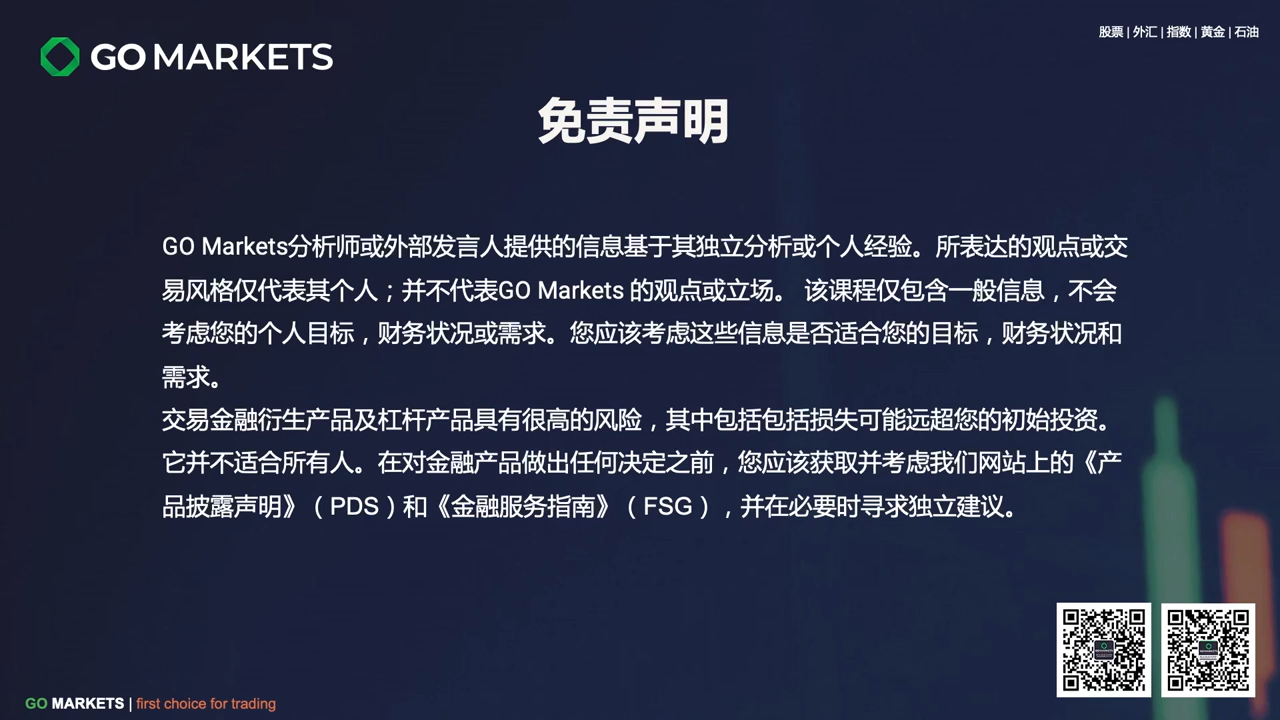 GO MARKETS
股票 | 外汇 | 指数 | 黄金 | 石油
免责声明
GO Markets分析师或外部发言人提供的信息基于其独立分析或个人经验。所表达的观点或交
易风格仅代表其个人；并不代表GO Markets 的观点或立场。 该课程仅包含一般信息，不会
考虑您的个人目标，财务状况或需求。您应该考虑这些信息是否适合您的目标，财务状况和
需求。
交易金融衍生产品及杠杆产品具有很高的风险，其中包括包括损失可能远超您的初始投资。
它并不适合所有人。在对金融产品做出任何决定之前，您应该获取并考虑我们网站上的《产
品披露声明》（PDS）和《金融服务指南》（FSG），并在必要时寻求独立建议。
GO MARKETS | first choice for trading